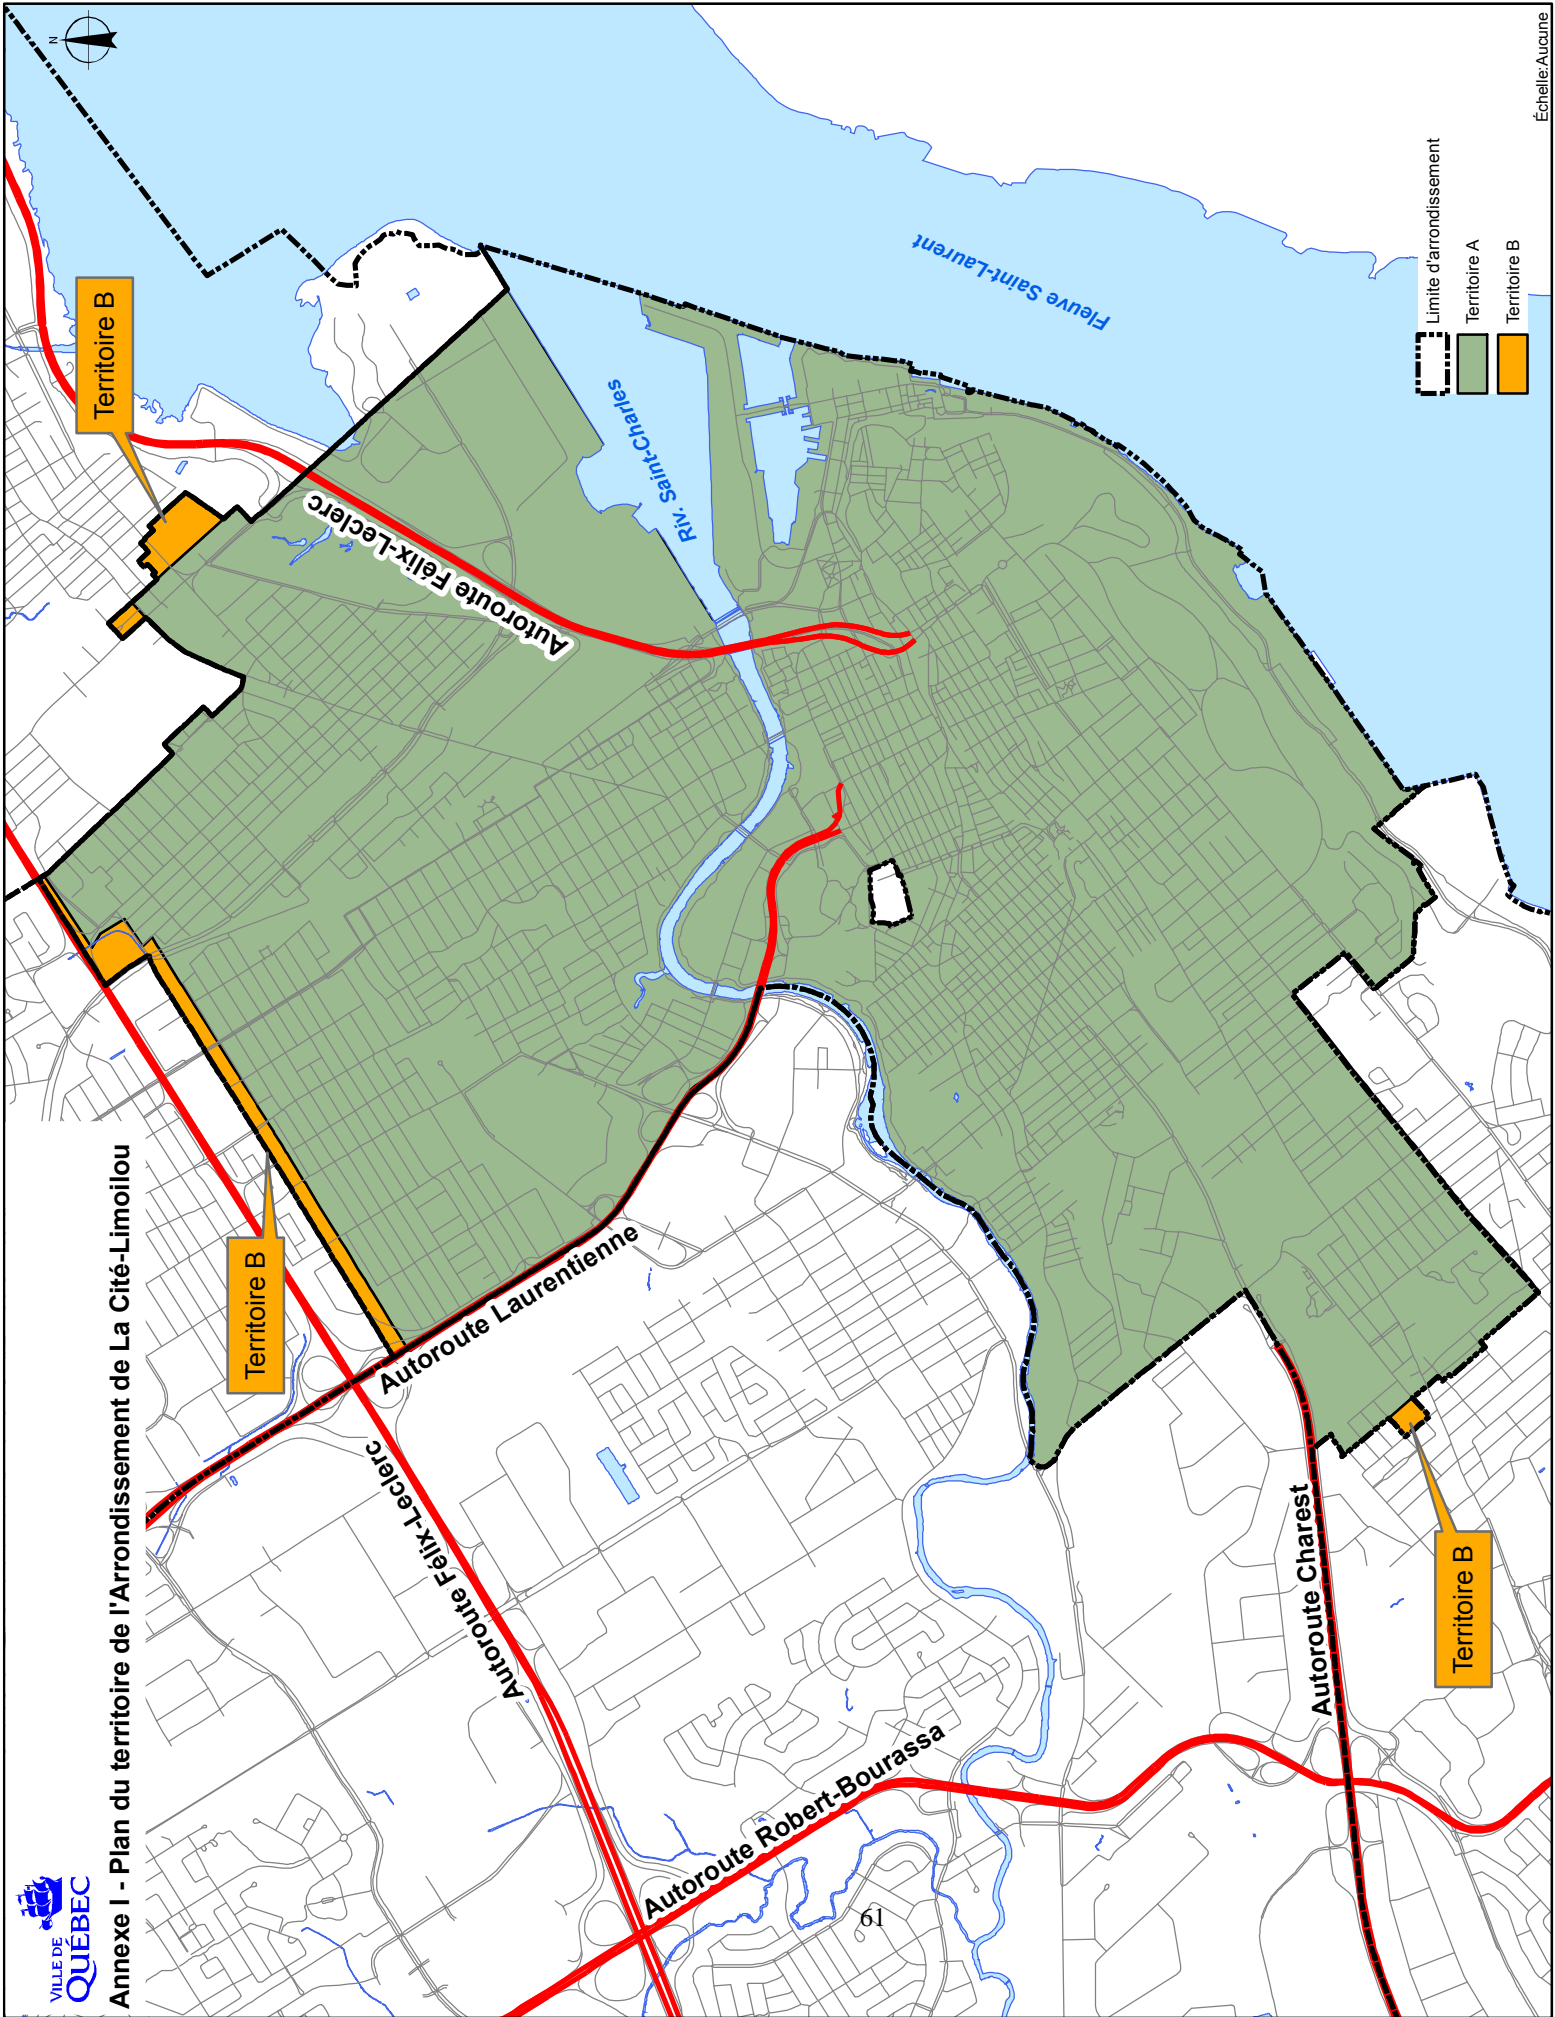 VILLE DE
QUÉBEC
Annexe I - Plan du territoire de l'Arrondissement de La Cité-Limoilou
N
Territoire B
Territoire B
Territoire B
Autoroute Félix-Leclerc
Autoroute Félix-Leclerc
Autoroute Laurentienne
Autoroute Robert-Bourassa
Autoroute Charest
Riv. Saint-Charles
Fleuve Saint-Laurent
Limite d'arrondissement
Territoire A
Territoire B
Échelle:Aucune
61